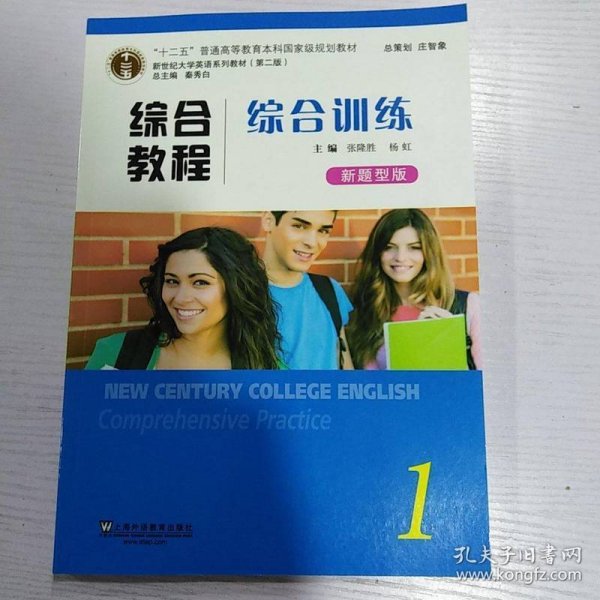 “十二五”普通高等教育本科国家级规划教材
总策划 庄智象
新世纪大学英语系列教材（第二版）
总主编 秦秀白
综合
教程
综合训练
主编 张隆胜 杨虹
新题型版
NEW CENTURY COLLEGE ENGLISH
Comprehensive Practice
1
上海外语教育出版社
www.sflep.com
孔夫子旧书网
www.kongfz.com